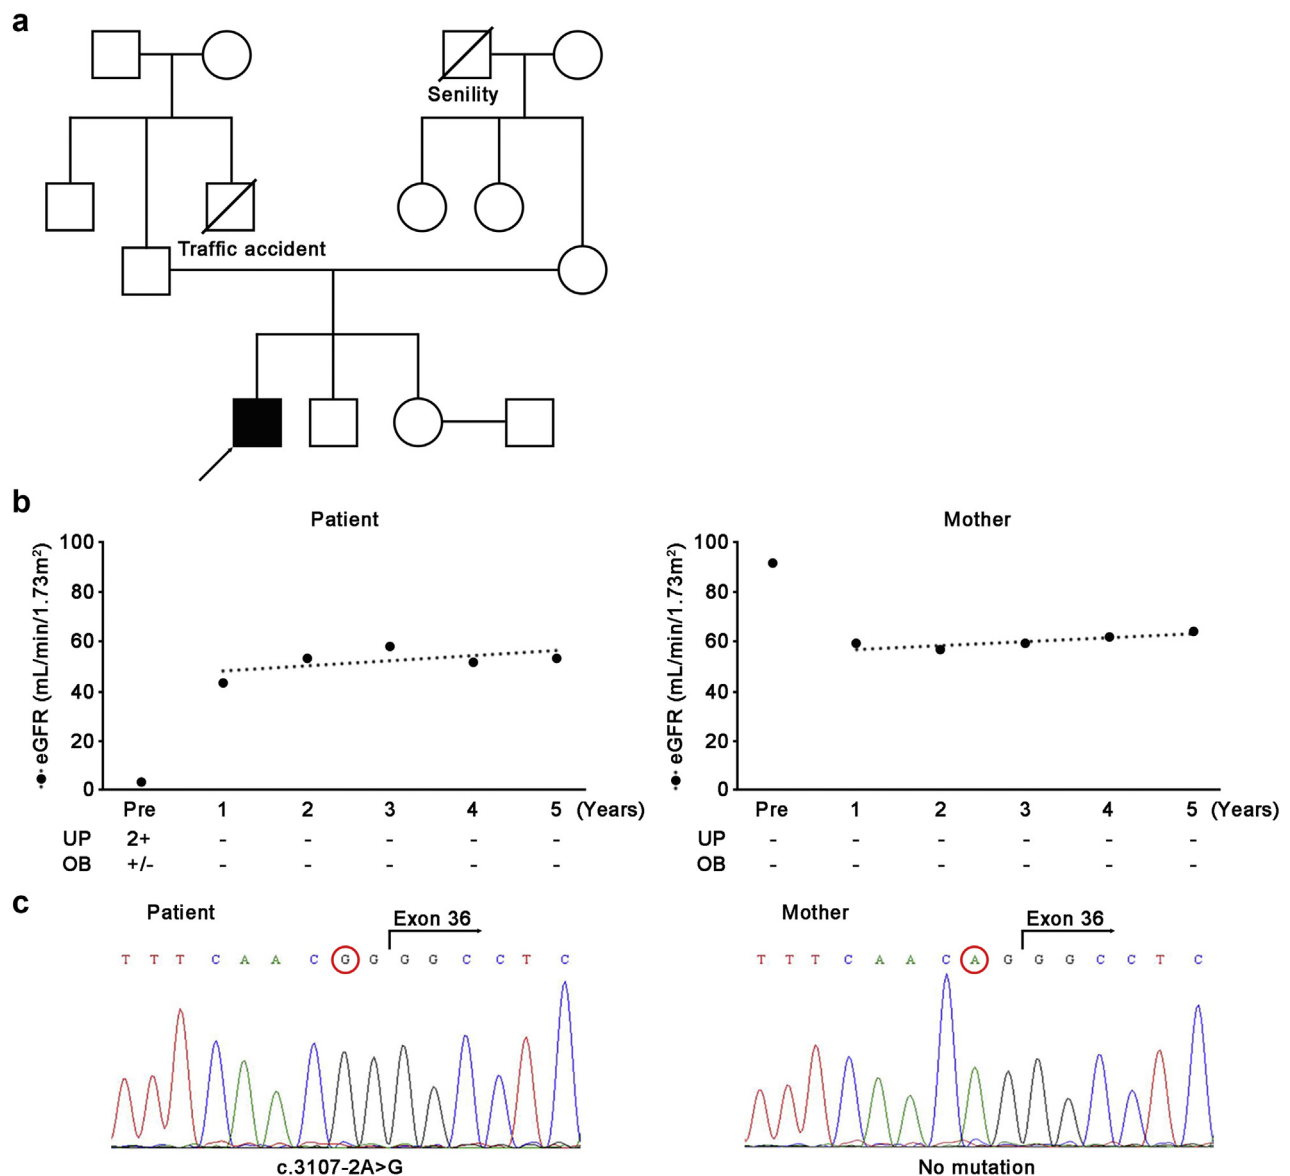 a
Senility
Traffic accident
b
Patient
Mother
eGFR (mL/min/1.73m²)
100
80
60
40
20
0
Pre 1 2 3 4 5 (Years)
UP 2+ - - - - -
OB +/- - - - - -
eGFR (mL/min/1.73m²)
100
80
60
40
20
0
Pre 1 2 3 4 5 (Years)
UP - - - - - -
OB - - - - - -
c
Patient
Exon 36
T T T C A A C G G G G C C T C
c.3107-2A>G
Mother
Exon 36
T T T C A A C A G G G C C T C
No mutation